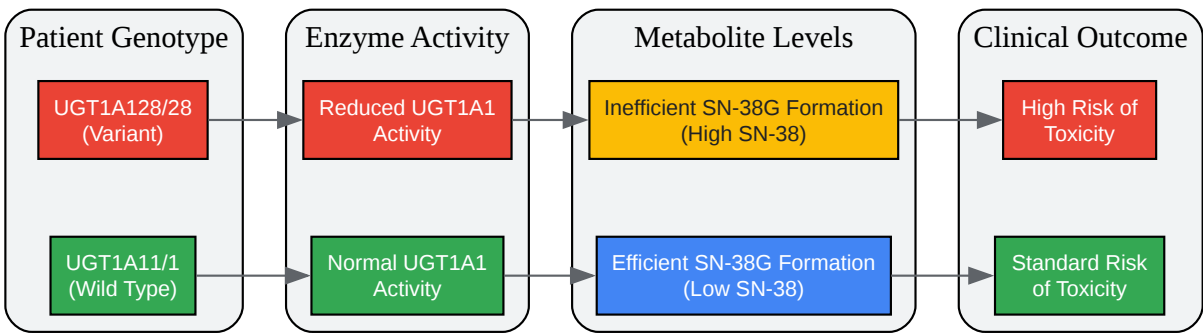 Patient Genotype
Enzyme Activity
Metabolite Levels
Clinical Outcome
UGT1A128/28
(Variant)
Reduced UGT1A1
Activity
Inefficient SN-38G Formation
(High SN-38)
High Risk of
Toxicity
UGT1A11/1
(Wild Type)
Normal UGT1A1
Activity
Efficient SN-38G Formation
(Low SN-38)
Standard Risk
of Toxicity